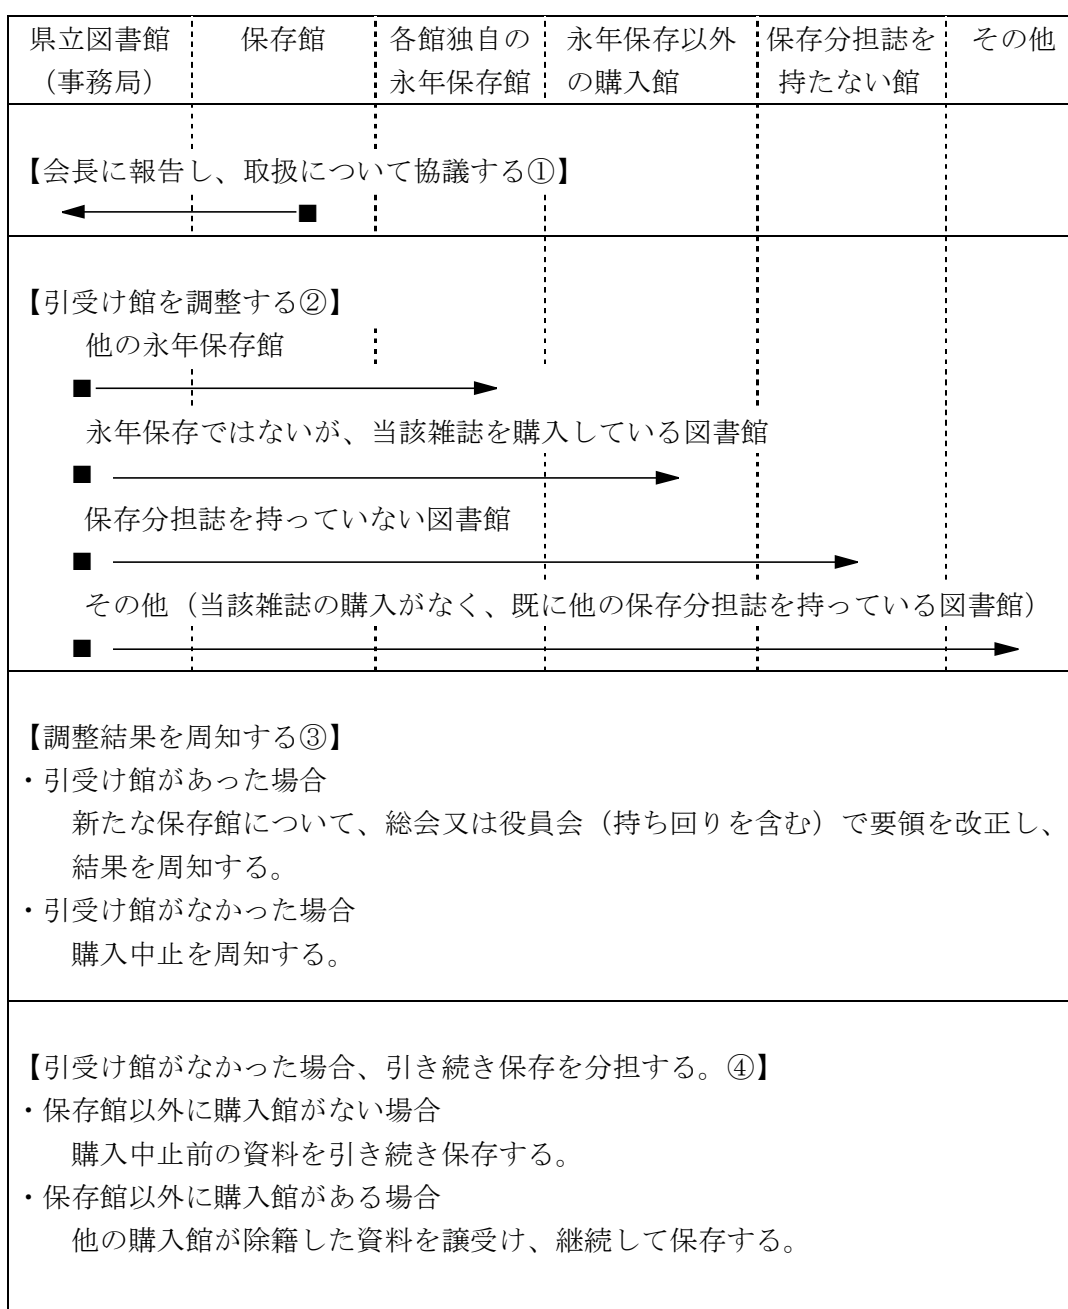 県立図書館 保存館 各館独自の 永年保存以外 保存分担誌を その他
（事務局） 永年保存館 の購入館 持たない館
【会長に報告し、取扱について協議する①】
【引受け館を調整する②】
他の永年保存館
永年保存ではないが、当該雑誌を購入している図書館
保存分担誌を持っていない図書館
その他（当該雑誌の購入がなく、既に他の保存分担誌を持っている図書館）
【調整結果を周知する③】
・引受け館があった場合
新たな保存館について、総会又は役員会（持ち回りを含む）で要領を改正し、
結果を周知する。
・引受け館がなかった場合
購入中止を周知する。
【引受け館がなかった場合、引き続き保存を分担する。④】
・保存館以外に購入館がない場合
購入中止前の資料を引き続き保存する。
・保存館以外に購入館がある場合
他の購入館が除籍した資料を譲受け、継続して保存する。